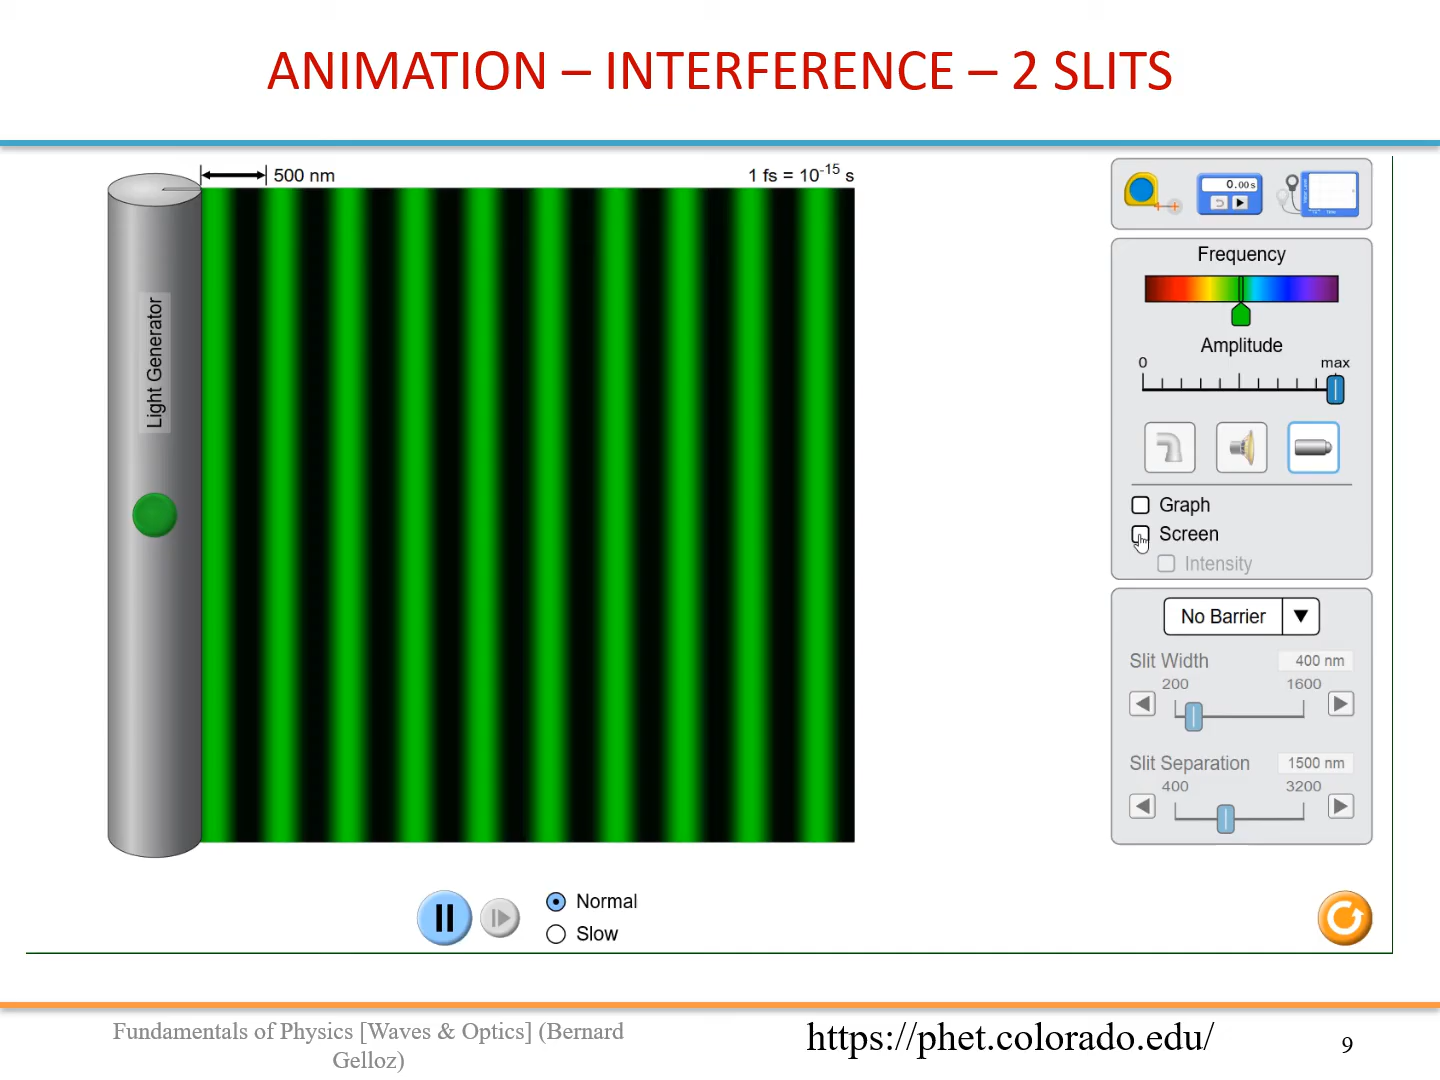 ANIMATION – INTERFERENCE – 2 SLITS
500 nm
1 fs = 10⁻¹⁵ s
Light Generator
0.00 s
Frequency
Amplitude
0 max
Graph
Screen
Intensity
No Barrier
Slit Width 400 nm
200 1600
Slit Separation 1500 nm
400 3200
Normal
Slow
Fundamentals of Physics [Waves & Optics] (Bernard
Gelloz)
https://phet.colorado.edu/
9